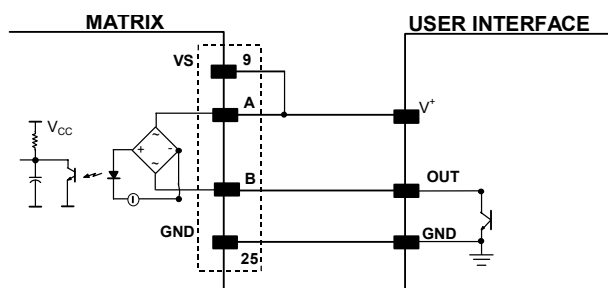 MATRIX
USER INTERFACE
VS
9
A
V+
VCC
+
-
~
~
I
B
OUT
GND
GND
25